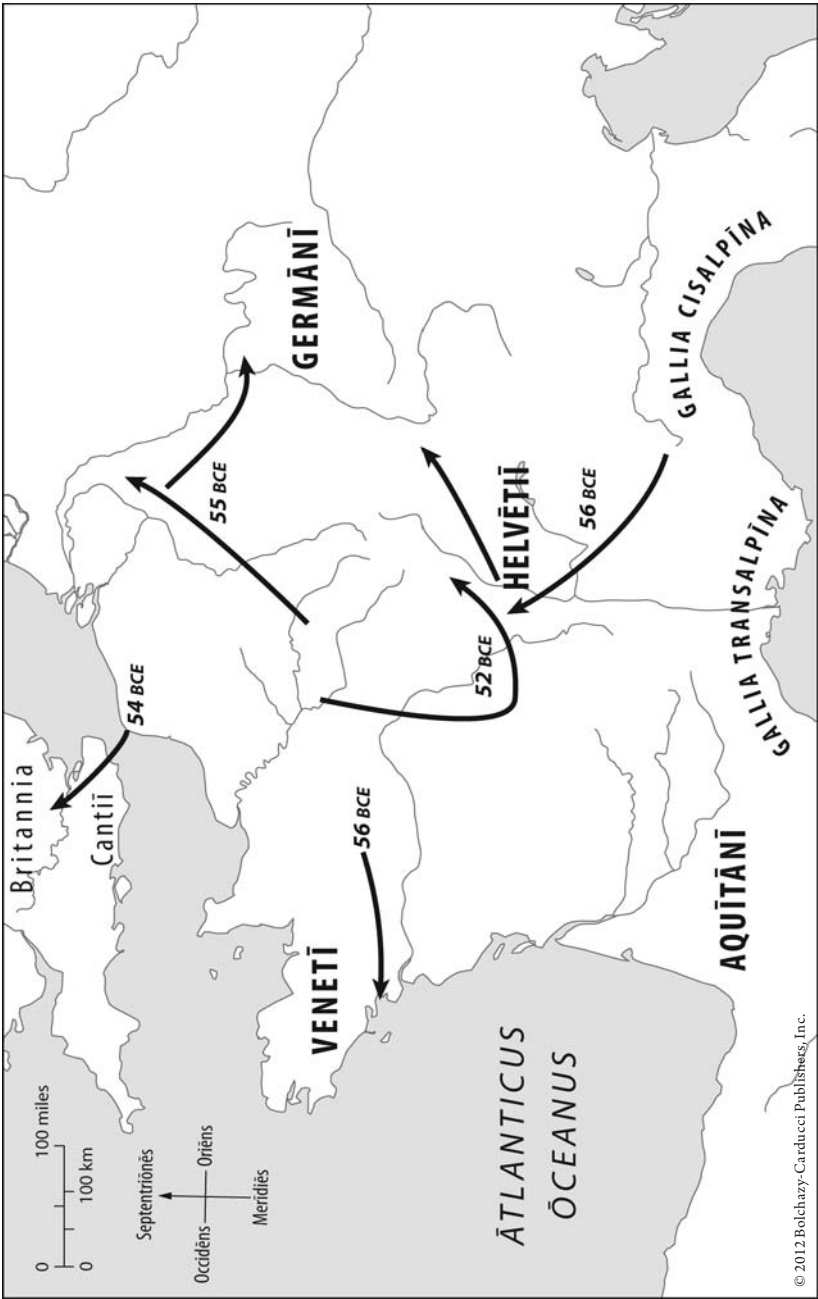 0 100 miles
0 100 km
Septentriōnēs
Occidēns Oriēns
Merīdiēs
Britannia
Cantiī
54 BCE
55 BCE
GERMĀNĪ
VENETĪ
56 BCE
52 BCE
HELVĒTIĪ
56 BCE
ĀTLANTICUS
ŌCEANUS
AQUĪTĀNĪ
GALLIA TRANSALPĪNA
GALLIA CISALPĪNA
© 2012 Bolchazy-Carducci Publishers, Inc.